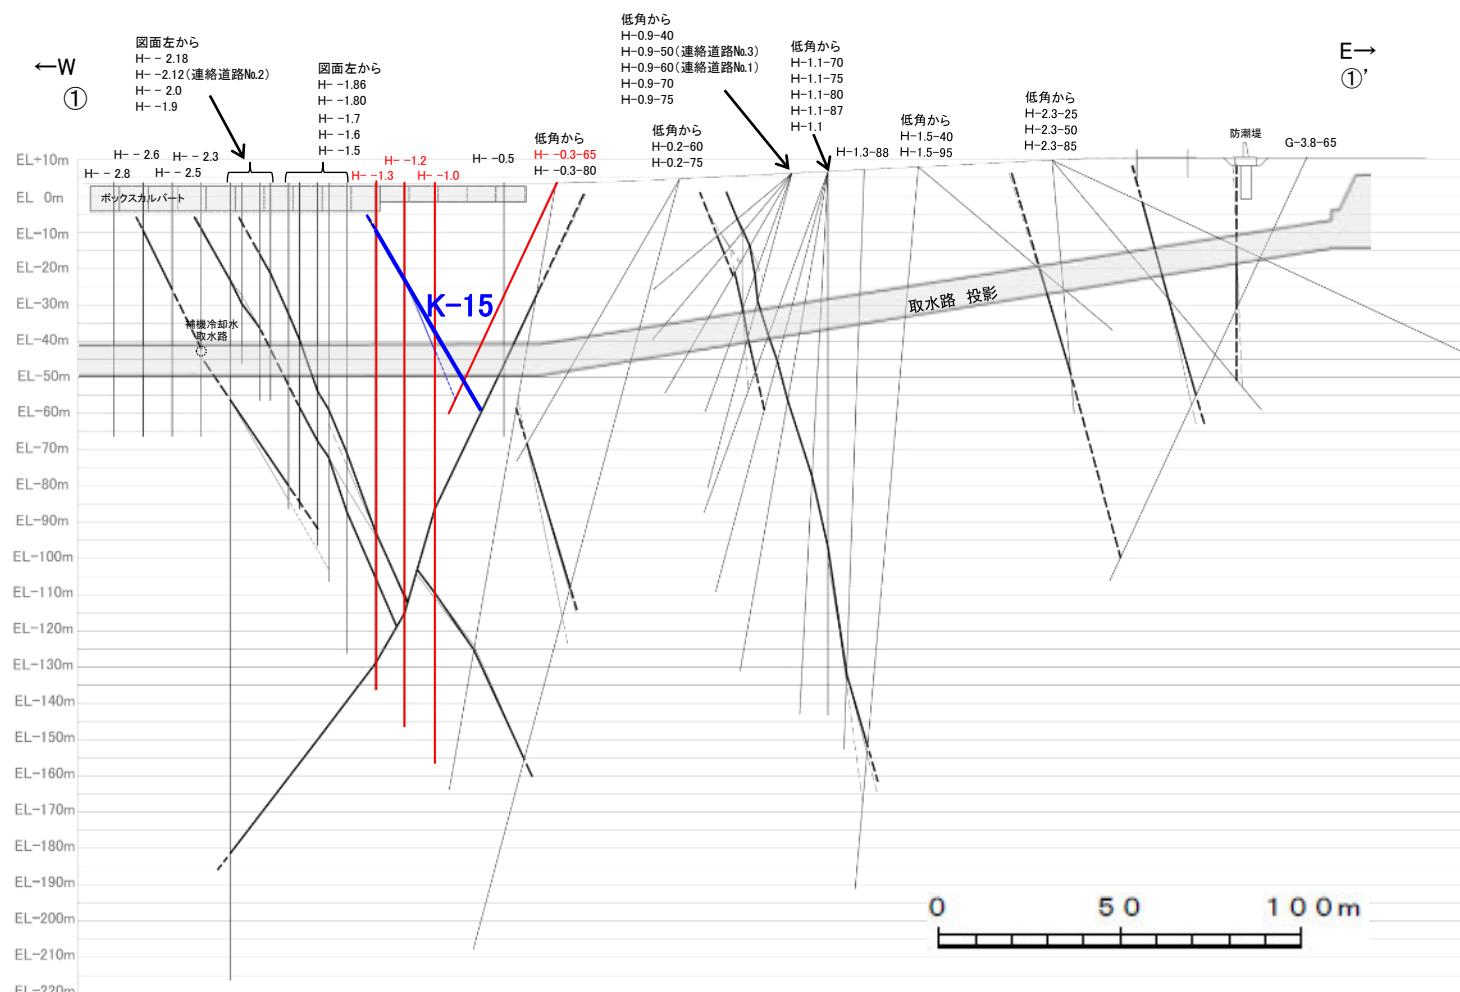 ←W
①
図面左から
H- - 2.18
H- -2.12(連絡道路№2)
H- - 2.0
H- -1.9
図面左から
H- -1.86
H- -1.80
H- -1.7
H- -1.6
H- -1.5
低角から
H-0.9-40
H-0.9-50(連絡道路№3)
H-0.9-60(連絡道路№1)
H-0.9-70
H-0.9-75
低角から
H-1.1-70
H-1.1-75
H-1.1-80
H-1.1-87
H-1.1
E→
①’
低角から
H-2.3-25
H-2.3-50
H-2.3-85
低角から
H-1.5-40
H-1.5-95
H-1.3-88
防潮堤
G-3.8-65
低角から
H-0.2-60
H-0.2-75
低角から
H- -0.3-65
H- -0.3-80
H- -0.5
H- -1.2
H- -1.3
H- -1.0
H- - 2.6
H- - 2.3
H- - 2.8
H- - 2.5
ボックスカルバート
K-15
補機冷却水
取水路
取水路 投影
EL+10m
EL 0m
EL-10m
EL-20m
EL-30m
EL-40m
EL-50m
EL-60m
EL-70m
EL-80m
EL-90m
EL-100m
EL-110m
EL-120m
EL-130m
EL-140m
EL-150m
EL-160m
EL-170m
EL-180m
EL-190m
EL-200m
EL-210m
EL-220m
0 50 100m